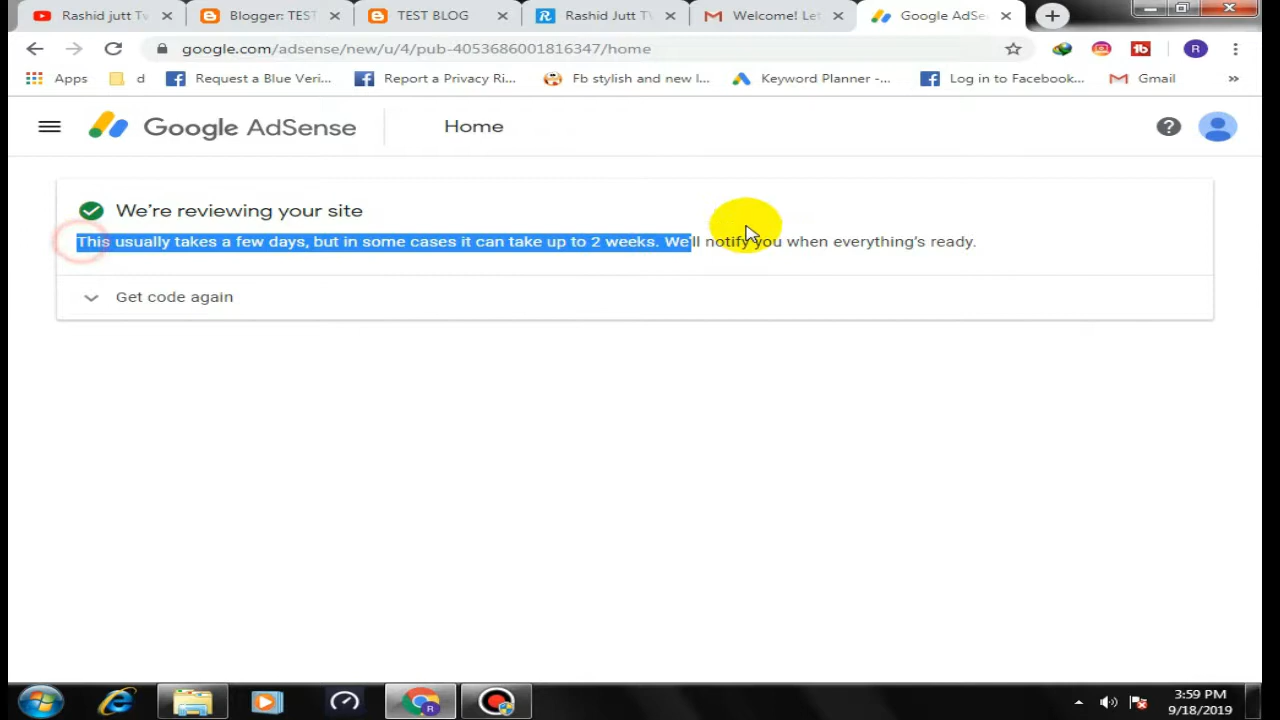 Rashid jutt Tv
Blogger: TEST
TEST BLOG
Rashid Jutt TV
Welcome! Let
Google AdSe
google.com/adsense/new/u/4/pub-4053686001816347/home
Apps
d
Request a Blue Veri...
Report a Privacy Ri...
Fb stylish and new l...
Keyword Planner -...
Log in to Facebook...
Gmail
»
Google AdSense
Home
We're reviewing your site
This usually takes a few days, but in some cases it can take up to 2 weeks. We'll notify you when everything's ready.
Get code again
3:59 PM
9/18/2019